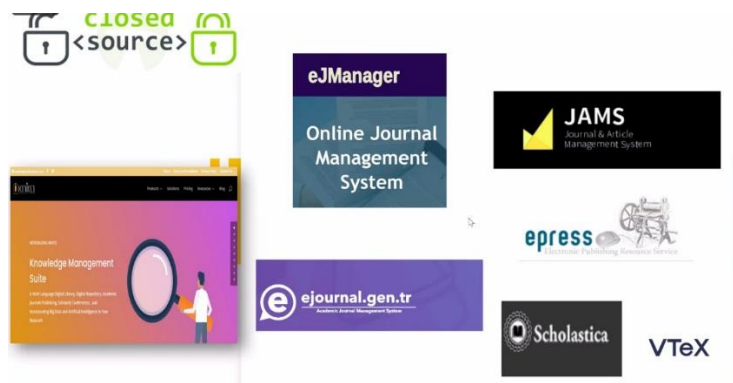 closed
<source>
eJManager
Online Journal
Management
System
JAMS
Journal & Article
Management System
Knowledge Management
Suite
epress
Electronic Publishing Resource Service
ejournal.gen.tr
Academic Journal Management System
Scholastica
VTeX